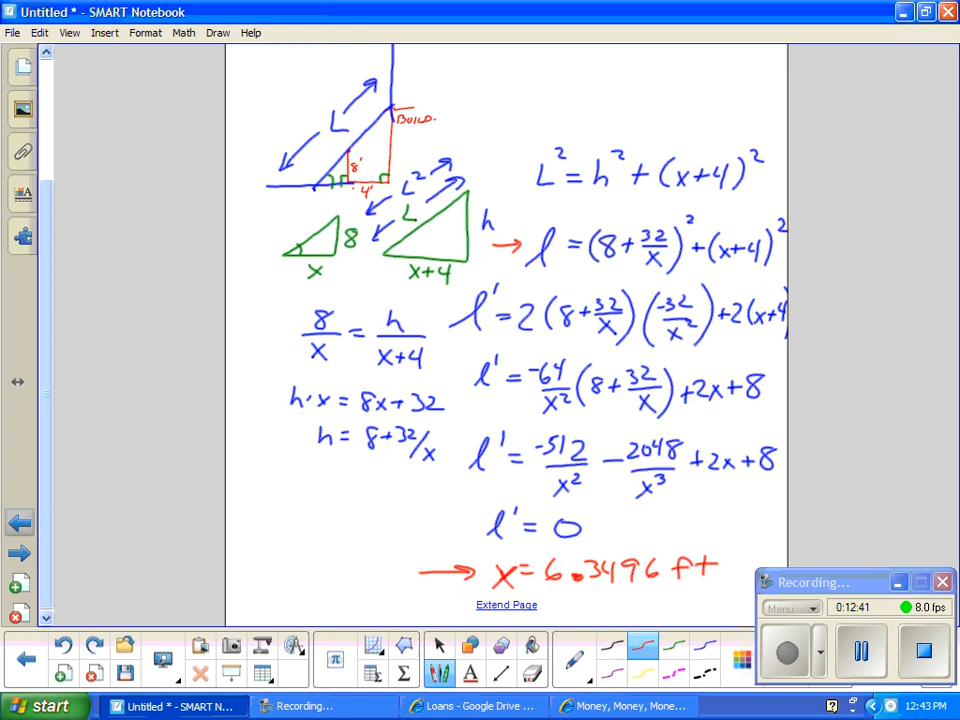 Untitled * - SMART Notebook
File Edit View Insert Format Math Draw Help
L
BUILD.
8'
4'
L²
L
8
x
x+4
h
L² = h² + (x+4)²
→ l = (8 + 32/x)² + (x+4)²
l' = 2 (8 + 32/x) (-32/x²) + 2(x+4)
l' = -64/x² (8 + 32/x) + 2x + 8
l' = -512/x² - 2048/x³ + 2x + 8
l' = 0
→ x = 6.3496 ft
8/x = h/(x+4)
h·x = 8x + 32
h = 8 + 32/x
Extend Page
Recording...
0:12:41
8.0 fps
Menu
start
Untitled * - SMART N...
Recording...
Loans - Google Drive ...
Money, Money, Mone...
12:43 PM